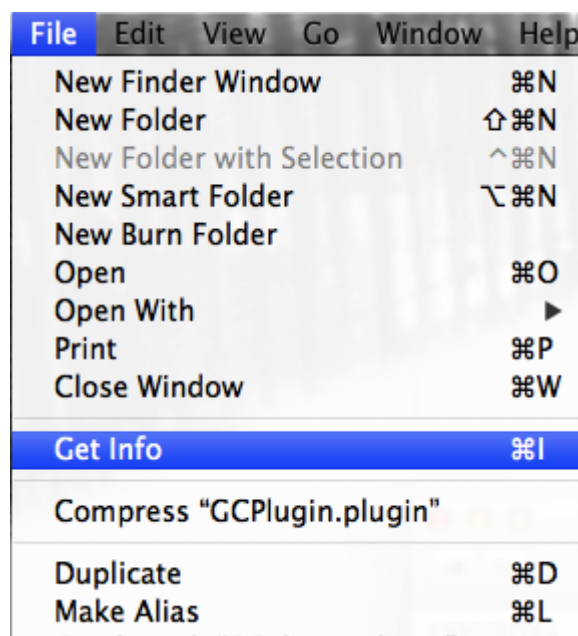 File Edit View Go Window Help
New Finder Window ⌘N
New Folder ⇧⌘N
New Folder with Selection ^⌘N
New Smart Folder ⌥⌘N
New Burn Folder
Open ⌘O
Open With ▶
Print ⌘P
Close Window ⌘W
Get Info ⌘I
Compress “GCPlugin.plugin”
Duplicate ⌘D
Make Alias ⌘L